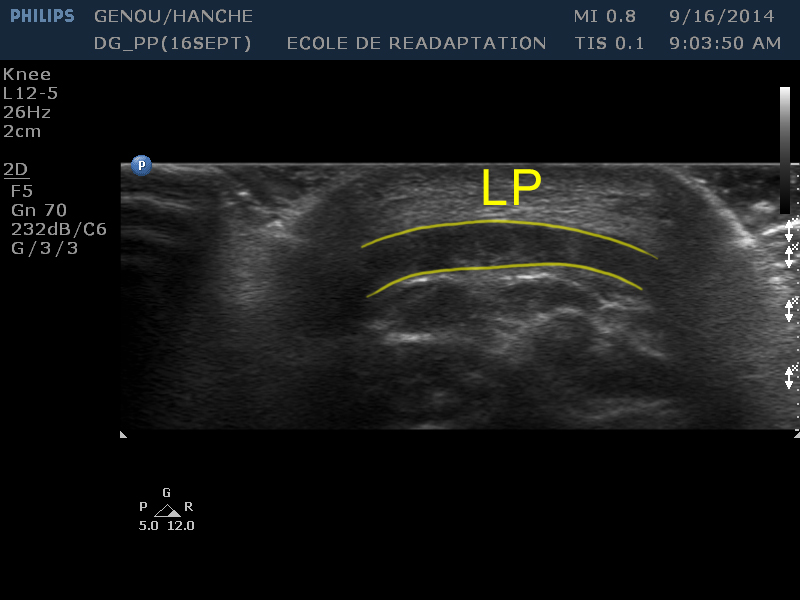 PHILIPS GENOU/HANCHE MI 0.8 9/16/2014
DG_PP(16SEPT) ECOLE DE READAPTATION TIS 0.1 9:03:50 AM
Knee
L12-5
26Hz
2cm
2D
F5
Gn 70
232dB/C6
G/3/3
P
LP
G
P R
5.0 12.0